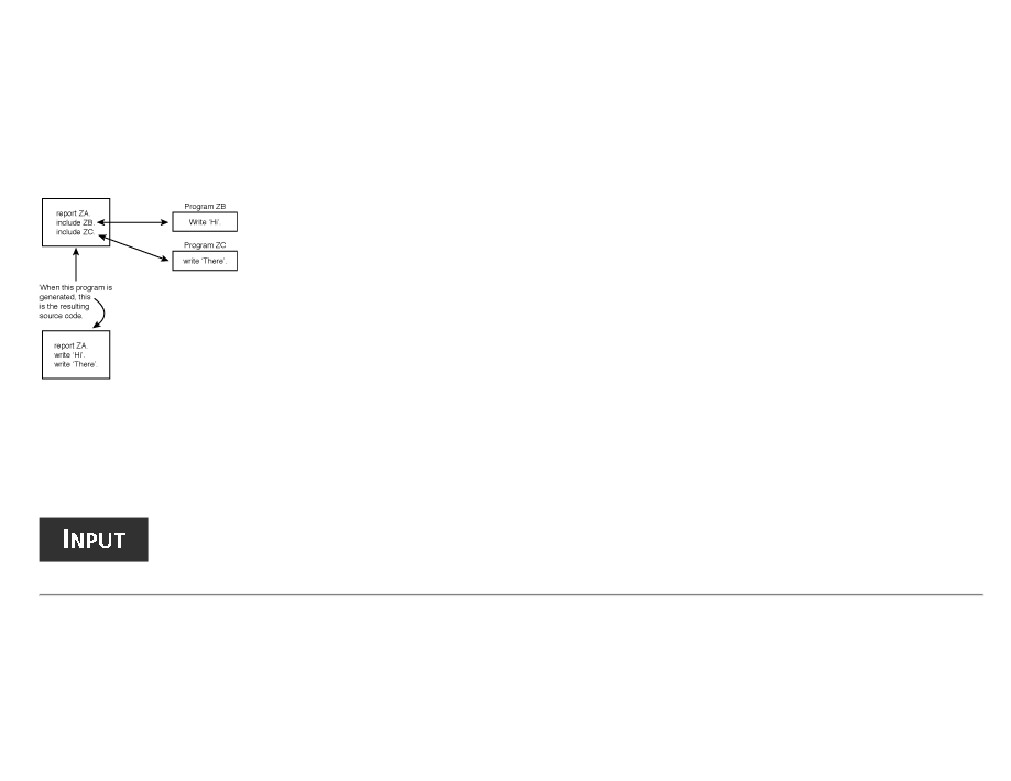 report ZA.
include ZB.
include ZC.
Program ZB
Write 'Hi'.
Program ZC
write 'There'.
When this program is
generated, this
is the resulting
source code.
report ZA.
write 'Hi'.
write 'There'.
INPUT